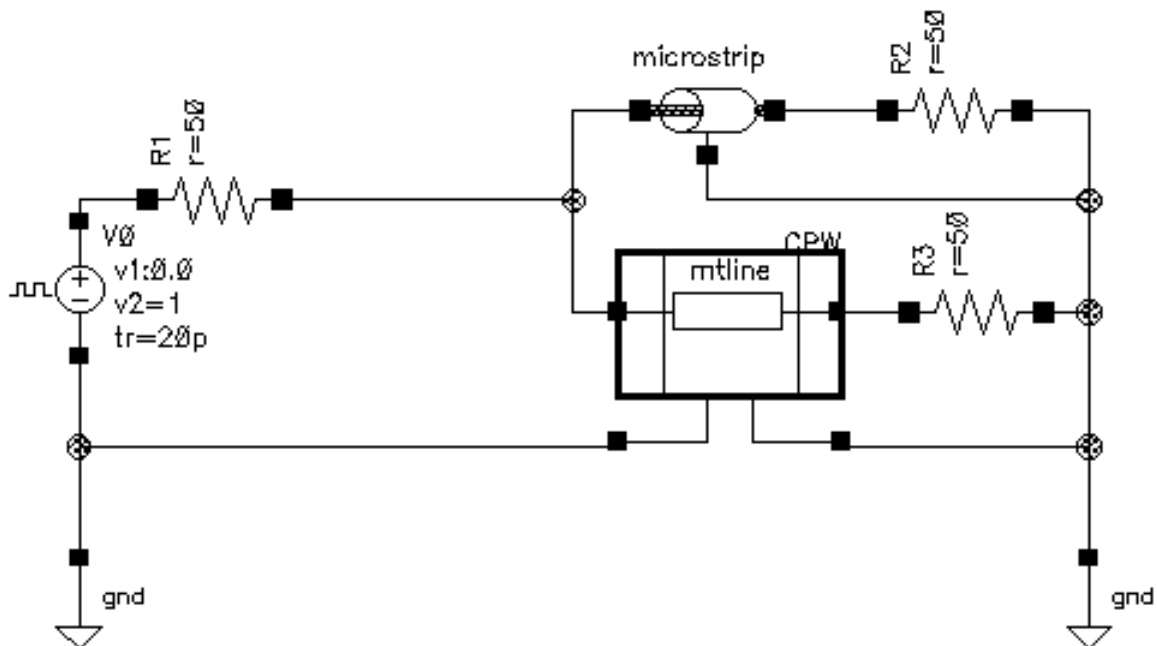 microstrip
R2
r=50
R1
r=50
V0
v1:0.0
v2=1
tr=20p
CPW
mtline
R3
r=50
gnd
gnd